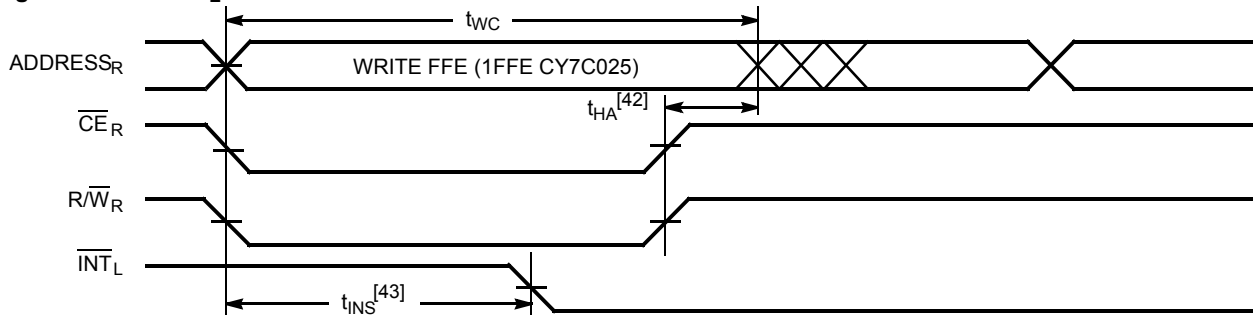 tWC
ADDRESSR
WRITE FFE (1FFE CY7C025)
tHA[42]
CER
R/WR
INTL
tINS[43]